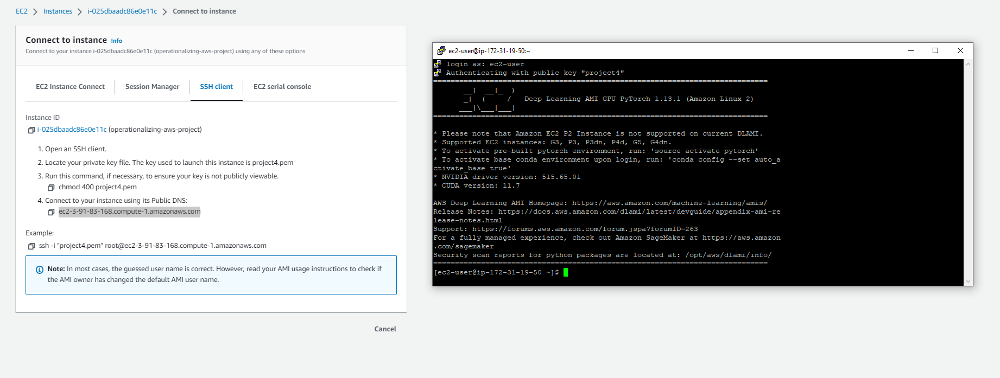 EC2 > Instances > i-025dbaadc86e0e11c > Connect to instance
Connect to instance Info
Connect to your instance i-025dbaadc86e0e11c (operationalizing-aws-project) using any of these options
EC2 Instance Connect Session Manager SSH client EC2 serial console
Instance ID
i-025dbaadc86e0e11c (operationalizing-aws-project)
1. Open an SSH client.
2. Locate your private key file. The key used to launch this instance is project4.pem
3. Run this command, if necessary, to ensure your key is not publicly viewable.
chmod 400 project4.pem
4. Connect to your instance using its Public DNS:
ec2-3-91-83-168.compute-1.amazonaws.com
Example:
ssh -i "project4.pem" root@ec2-3-91-83-168.compute-1.amazonaws.com
Note: In most cases, the guessed user name is correct. However, read your AMI usage instructions to check if
the AMI owner has changed the default AMI user name.
Cancel
ec2-user@ip-172-31-19-50:~
login as: ec2-user
Authenticating with public key "project4"
=============================================================================
       __|  __|_  )
       _|  (     /   Deep Learning AMI GPU PyTorch 1.13.1 (Amazon Linux 2)
      ___|\___|___|
=============================================================================
* Please note that Amazon EC2 P2 Instance is not supported on current DLAMI.
* Supported EC2 instances: G3, P3, P3dn, P4d, G5, G4dn.
* To activate pre-built pytorch environment, run: 'source activate pytorch'
* To activate base conda environment upon login, run: 'conda config --set auto_a
ctivate_base true'
* NVIDIA driver version: 515.65.01
* CUDA version: 11.7
AWS Deep Learning AMI Homepage: https://aws.amazon.com/machine-learning/amis/
Release Notes: https://docs.aws.amazon.com/dlami/latest/devguide/appendix-ami-re
lease-notes.html
Support: https://forums.aws.amazon.com/forum.jspa?forumID=263
For a fully managed experience, check out Amazon SageMaker at https://aws.amazon
.com/sagemaker
Security scan reports for python packages are located at: /opt/aws/dlami/info/
=============================================================================
[ec2-user@ip-172-31-19-50 ~]$